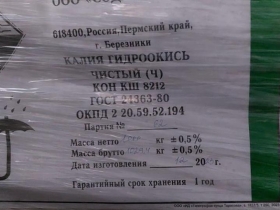 618400,Россия,Пермский край,
г. Березники
КАЛИЯ ГИДРООКИСЬ
ЧИСТЫЙ (Ч)
КОН КШ 8212
ГОСТ 24363-80
ОКПД 2 20.59.52.194
Партия №
Масса нетто кг ±0,5%
Масса брутто кг ±0,5%
Дата изготовления 20
Гарантийный срок хранения 1 год